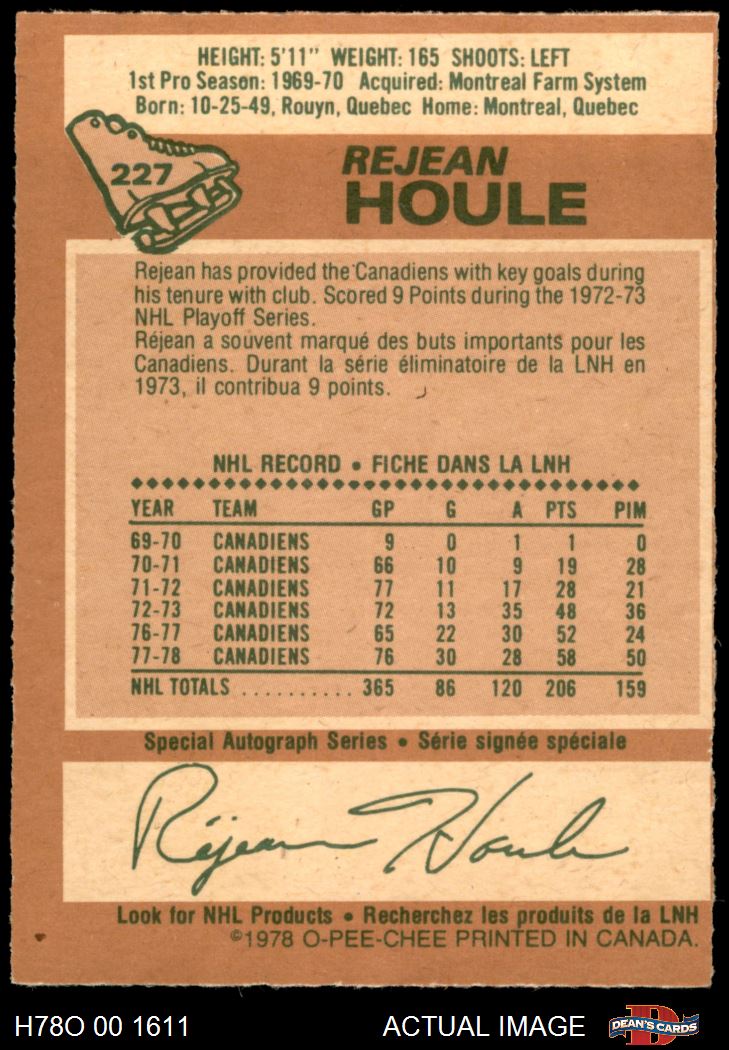 HEIGHT: 5'11" WEIGHT: 165 SHOOTS: LEFT
1st Pro Season: 1969-70 Acquired: Montreal Farm System
Born: 10-25-49, Rouyn, Quebec Home: Montreal, Quebec
227
REJEAN
HOULE
Rejean has provided the Canadiens with key goals during
his tenure with club. Scored 9 Points during the 1972-73
NHL Playoff Series.
Réjean a souvent marqué des buts importants pour les
Canadiens. Durant la série éliminatoire de la LNH en
1973, il contribua 9 points.
NHL RECORD • FICHE DANS LA LNH
YEAR TEAM GP G A PTS PIM
69-70 CANADIENS 9 0 1 1 0
70-71 CANADIENS 66 10 9 19 28
71-72 CANADIENS 77 11 17 28 21
72-73 CANADIENS 72 13 35 48 36
76-77 CANADIENS 65 22 30 52 24
77-78 CANADIENS 76 30 28 58 50
NHL TOTALS .......... 365 86 120 206 159
Special Autograph Series • Série signée spéciale
Réjean Houle
Look for NHL Products • Recherchez les produits de la LNH
©1978 O-PEE-CHEE PRINTED IN CANADA.
H78O 00 1611 ACTUAL IMAGE D DEAN'S CARDS